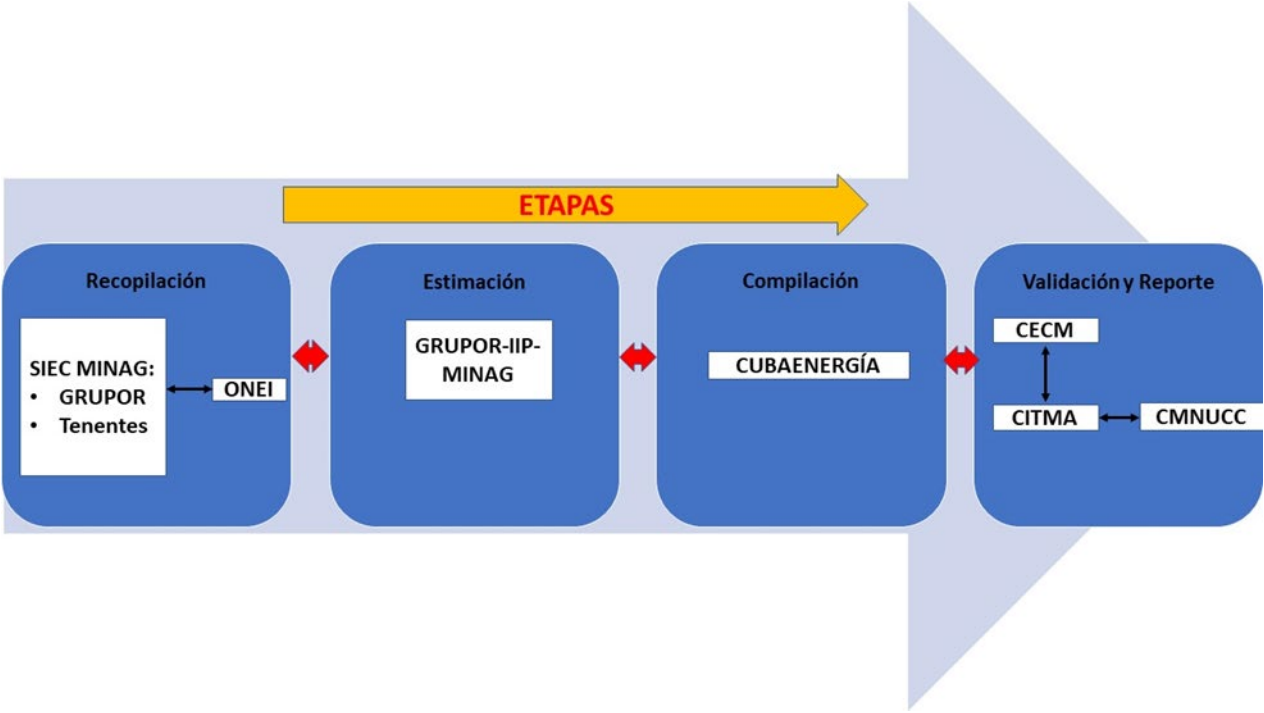 ETAPAS
Recopilación
SIEC MINAG:
• GRUPOR
• Tenentes
ONEI
Estimación
GRUPOR-IIP-
MINAG
Compilación
CUBAENERGÍA
Validación y Reporte
CECM
CITMA
CMNUCC